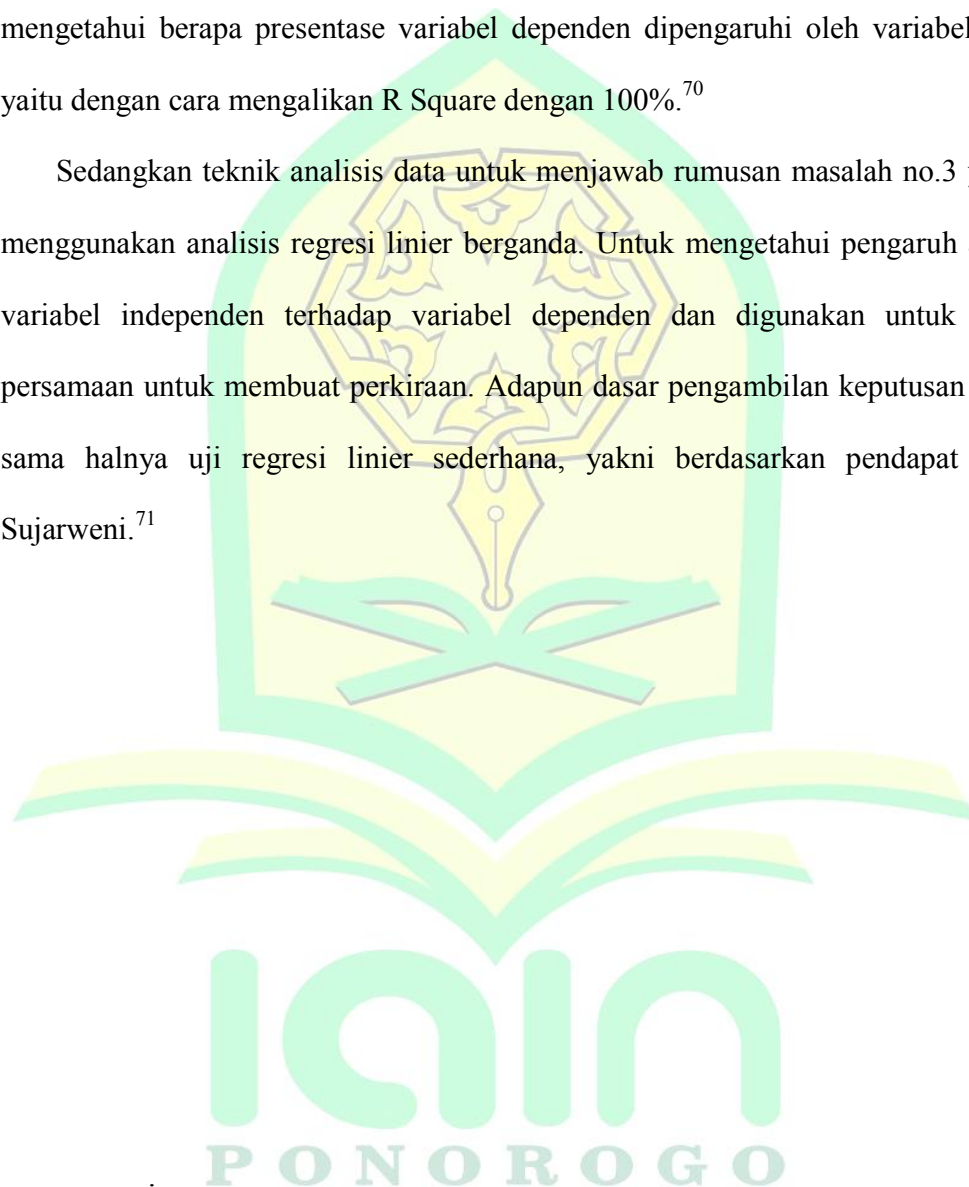 mengetahui berapa presentase variabel dependen dipengaruhi oleh variabel
yaitu dengan cara mengalikan R Square dengan 100%.70
Sedangkan teknik analisis data untuk menjawab rumusan masalah no.3
menggunakan analisis regresi linier berganda. Untuk mengetahui pengaruh
variabel independen terhadap variabel dependen dan digunakan untuk
persamaan untuk membuat perkiraan. Adapun dasar pengambilan keputusan
sama halnya uji regresi linier sederhana, yakni berdasarkan pendapat
Sujarweni.71
iain
PONOROGO
.